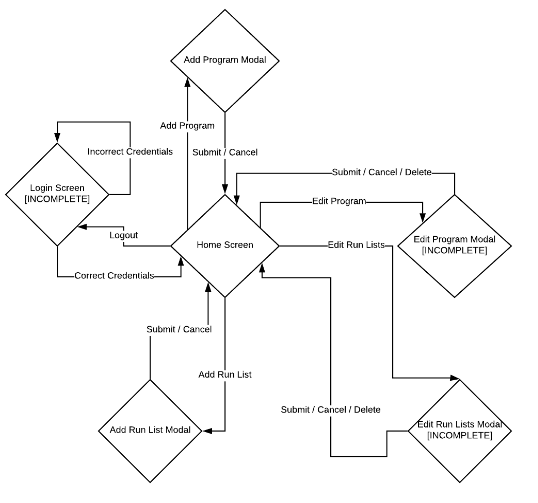 Add Program Modal
Add Program
Incorrect Credentials
Submit / Cancel
Submit / Cancel / Delete
Login Screen
[INCOMPLETE]
Edit Program
Logout
Home Screen
Edit Run Lists
Edit Program Modal
[INCOMPLETE]
Correct Credentials
Submit / Cancel
Add Run List
Submit / Cancel / Delete
Add Run List Modal
Edit Run Lists Modal
[INCOMPLETE]